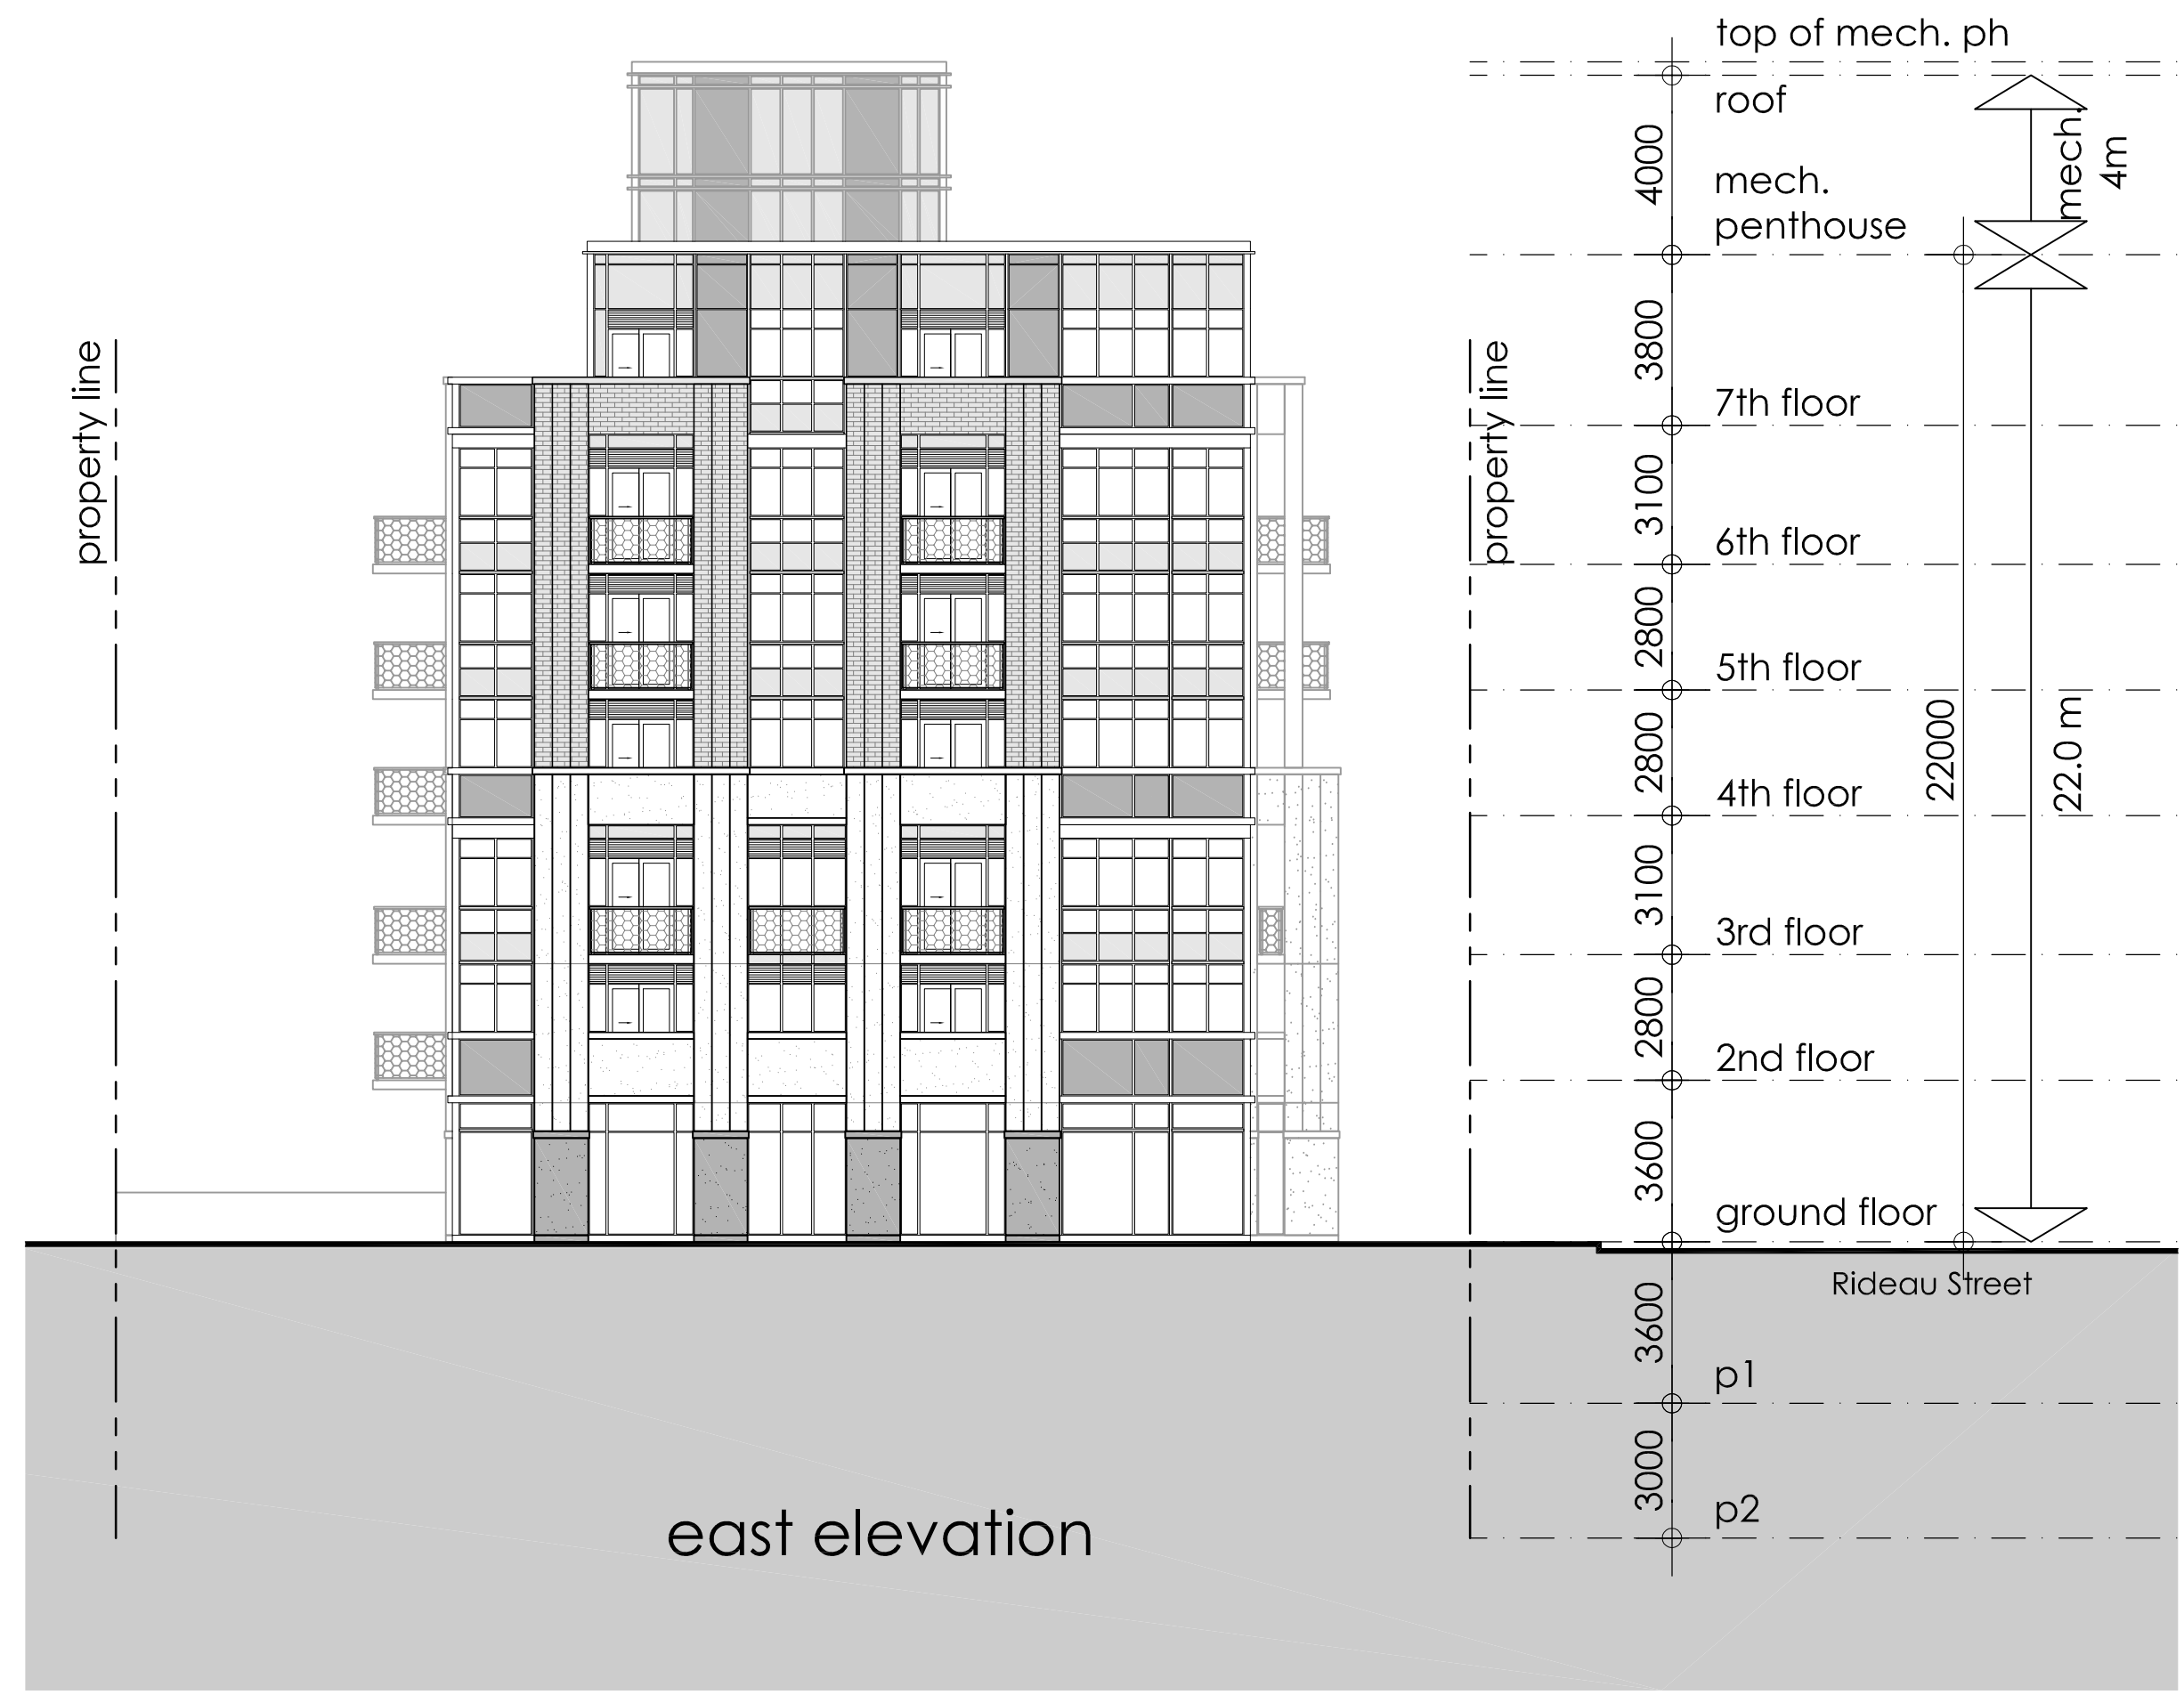 top of mech. ph
roof
4000
mech.
4m
mech.
penthouse
property line
property line
3800
7th floor
3100
6th floor
2800
5th floor
2800
4th floor
22000
22.0 m
3100
3rd floor
2800
2nd floor
3600
ground floor
Rideau Street
3600
p1
3000
p2
east elevation